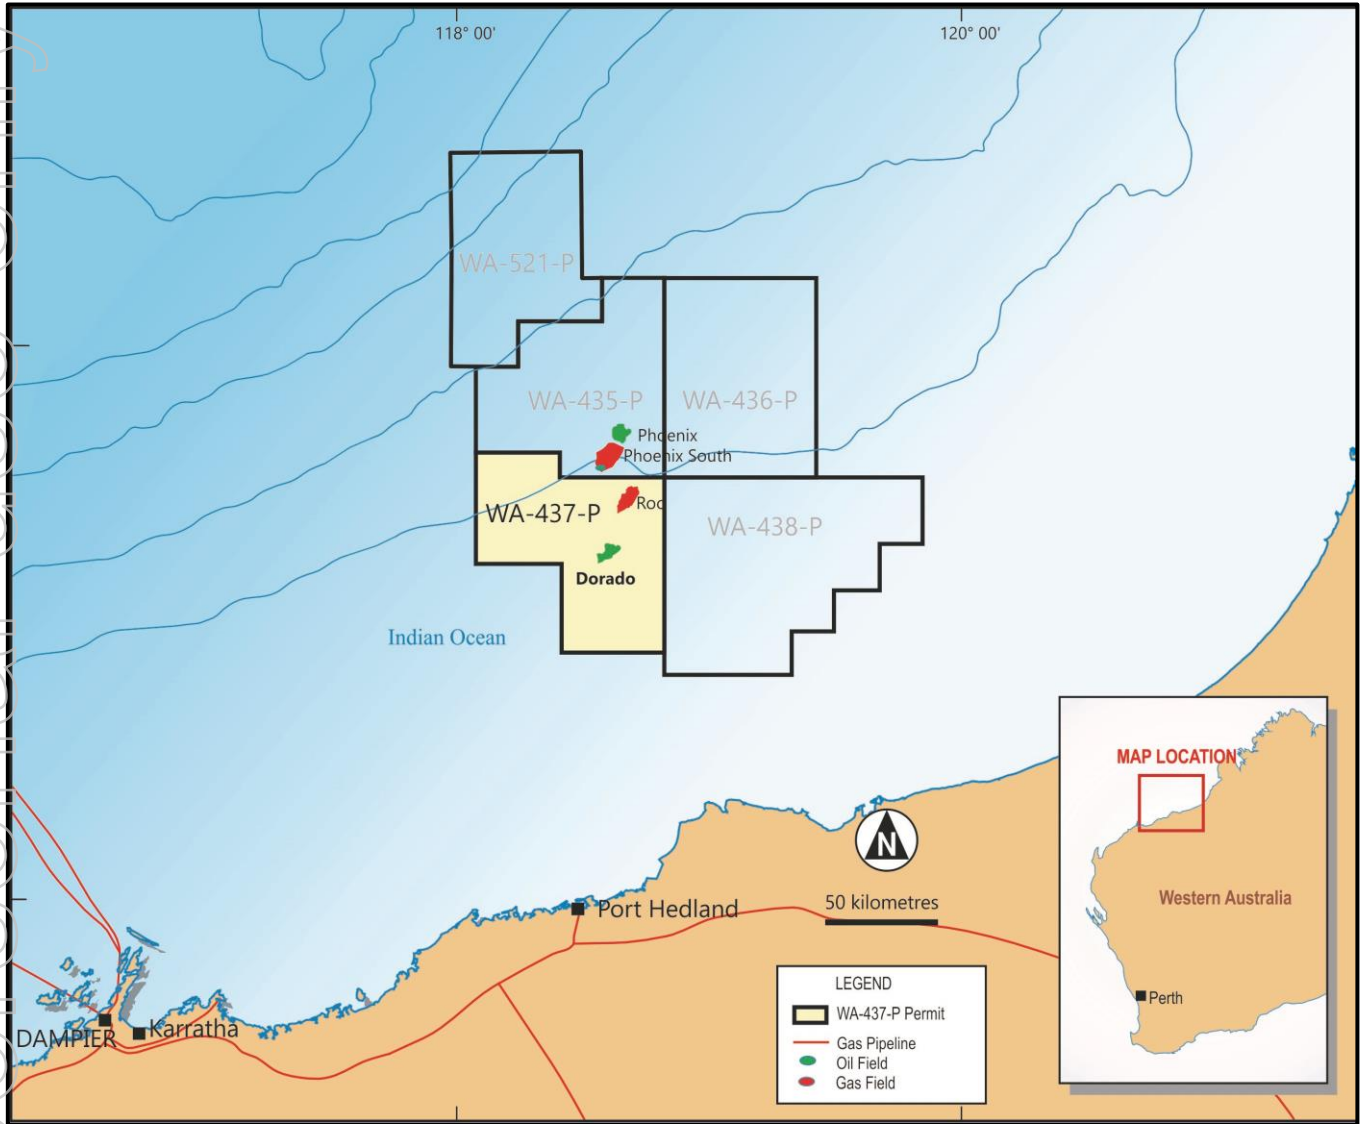 118° 00'
120° 00'
WA-521-P
WA-435-P
WA-436-P
Phoenix
Phoenix South
Roc
WA-437-P
WA-438-P
Dorado
Indian Ocean
MAP LOCATION
N
Western Australia
50 kilometres
Port Hedland
LEGEND
WA-437-P Permit
Gas Pipeline
Oil Field
Gas Field
Perth
DAMPIER
Karratha